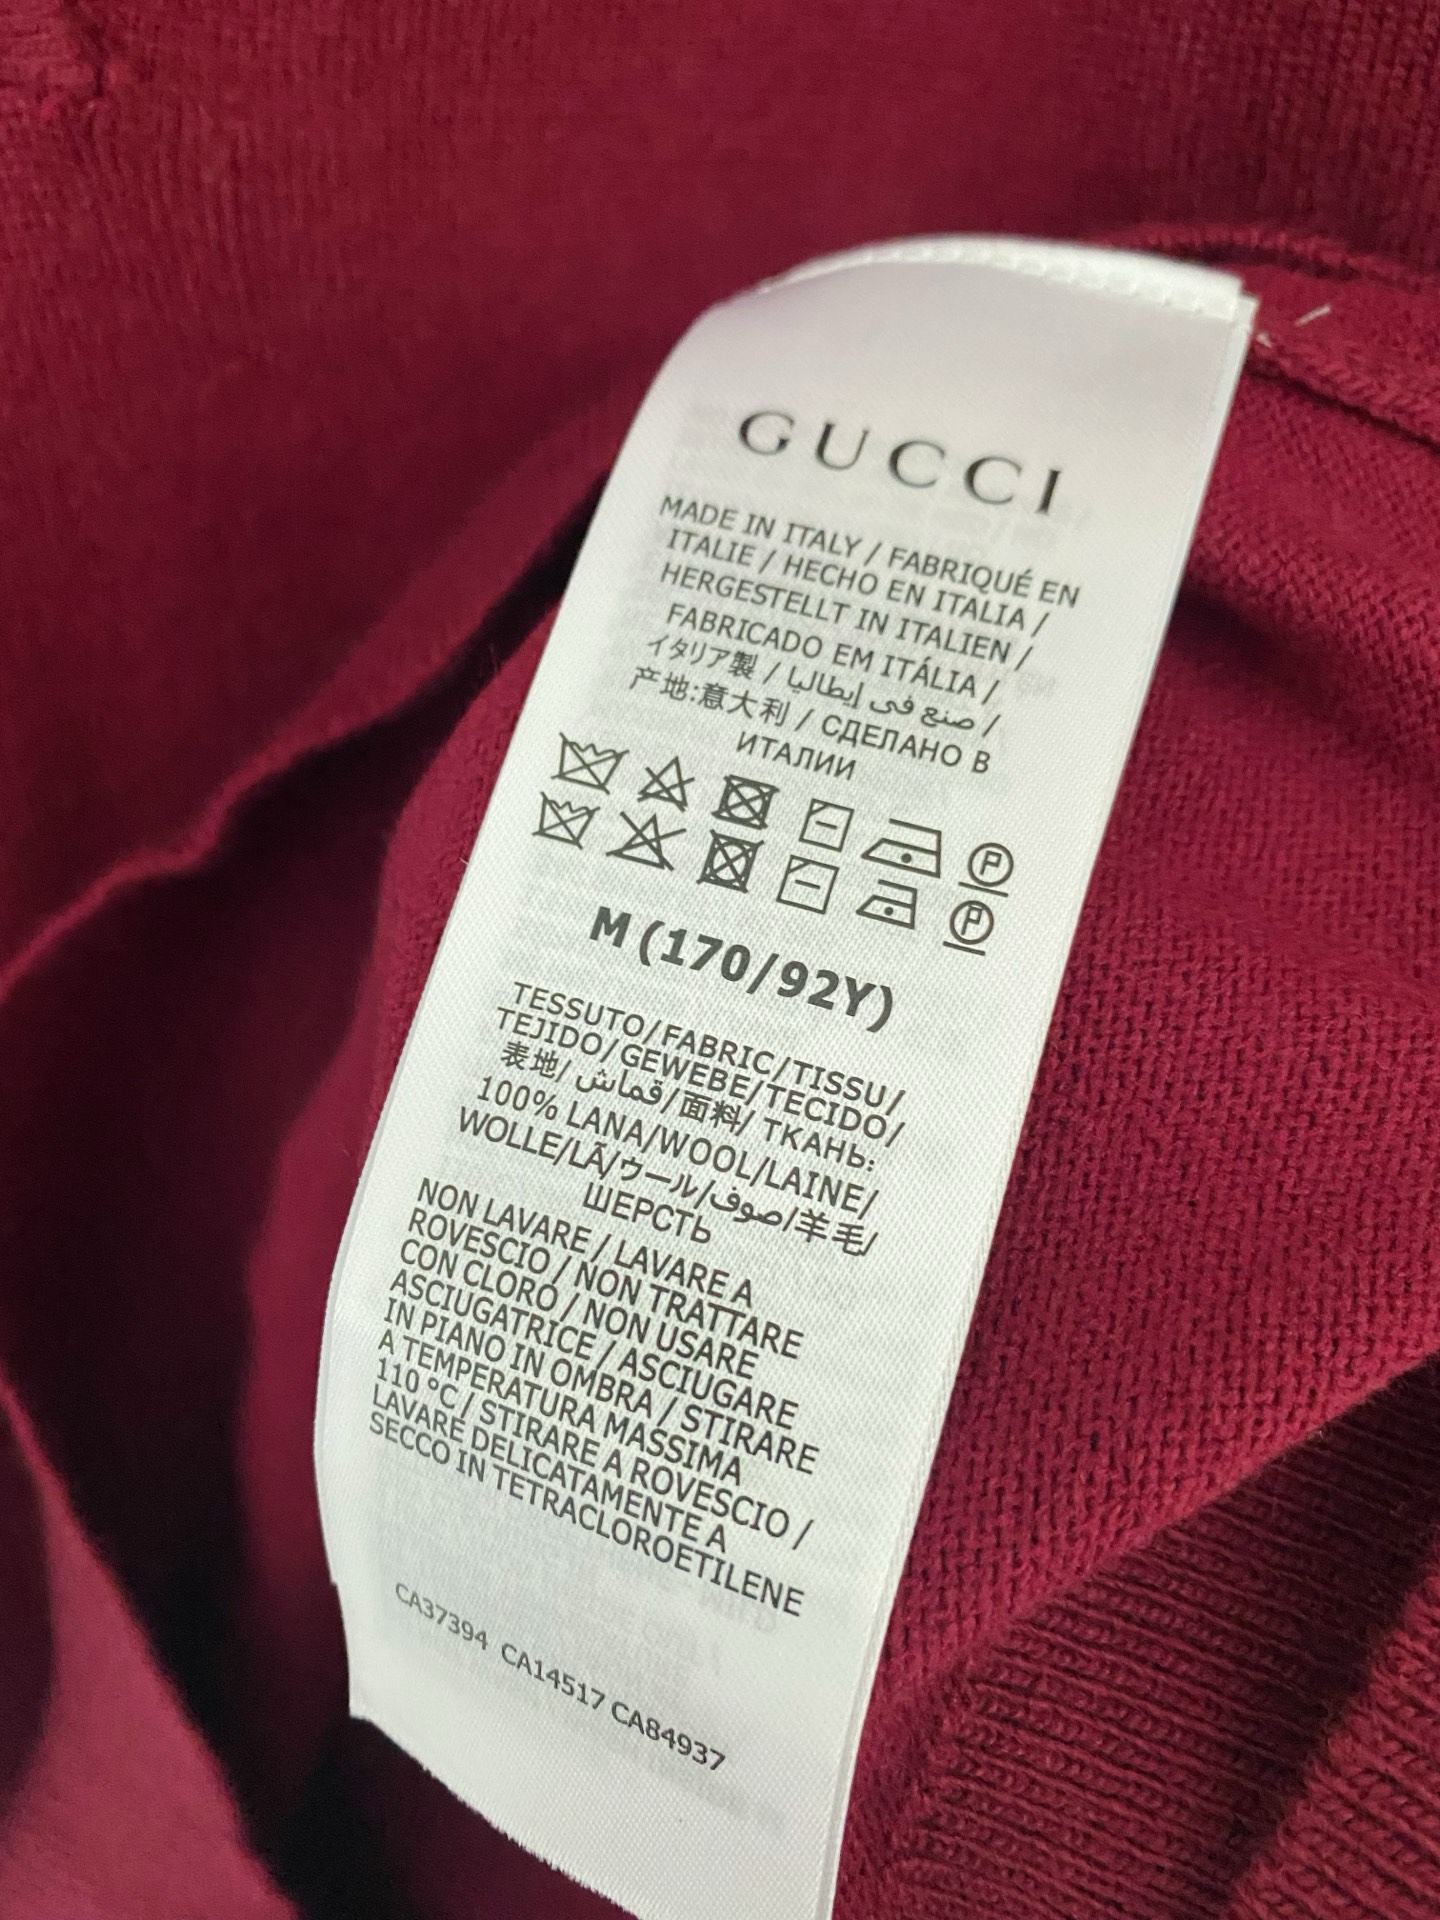 GUCCI
MADE IN ITALY / FABRIQUÉ EN
ITALIE / HECHO EN ITALIA /
HERGESTELLT IN ITALIEN /
FABRICADO EM ITÁLIA /
イタリア製 / صنع في إيطاليا /
产地:意大利 / СДЕЛАНО В
ИТАЛИИ
M (170/92Y)
TESSUTO/FABRIC/TISSU/
TEJIDO/GEWEBE/TECIDO/
表地/ قماش/面料/ ТКАНЬ:
100% LANA/WOOL/LAINE/
WOLLE/LÃ/ウール/صوف/羊毛/
ШЕРСТЬ
NON LAVARE / LAVARE A
ROVESCIO / NON TRATTARE
CON CLORO / NON USARE
ASCIUGATRICE / ASCIUGARE
IN PIANO IN OMBRA / STIRARE
A TEMPERATURA MASSIMA
110 °C / STIRARE A ROVESCIO /
LAVARE DELICATAMENTE A
SECCO IN TETRACLOROETILENE
CA37394 CA14517 CA84937